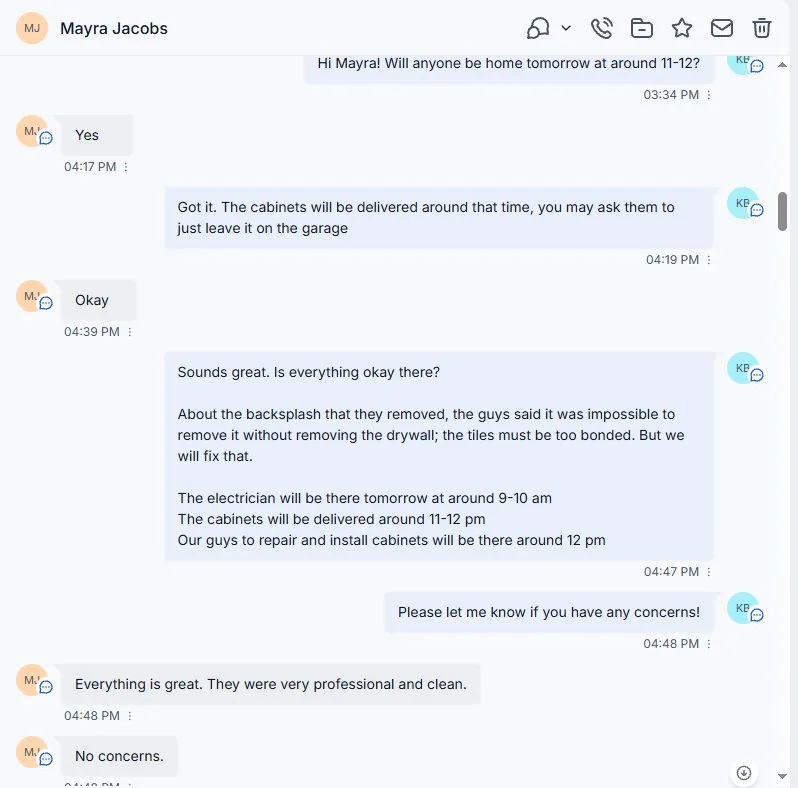 MJ Mayra Jacobs
Hi Mayra! Will anyone be home tomorrow at around 11-12?
KB
03:34 PM
MJ
Yes
04:17 PM
Got it. The cabinets will be delivered around that time, you may ask them to
just leave it on the garage
KB
04:19 PM
MJ
Okay
04:39 PM
Sounds great. Is everything okay there?
KB
About the backsplash that they removed, the guys said it was impossible to
remove it without removing the drywall; the tiles must be too bonded. But we
will fix that.
The electrician will be there tomorrow at around 9-10 am
The cabinets will be delivered around 11-12 pm
Our guys to repair and install cabinets will be there around 12 pm
04:47 PM
Please let me know if you have any concerns!
KB
04:48 PM
MJ
Everything is great. They were very professional and clean.
04:48 PM
MJ
No concerns.
04:48 PM